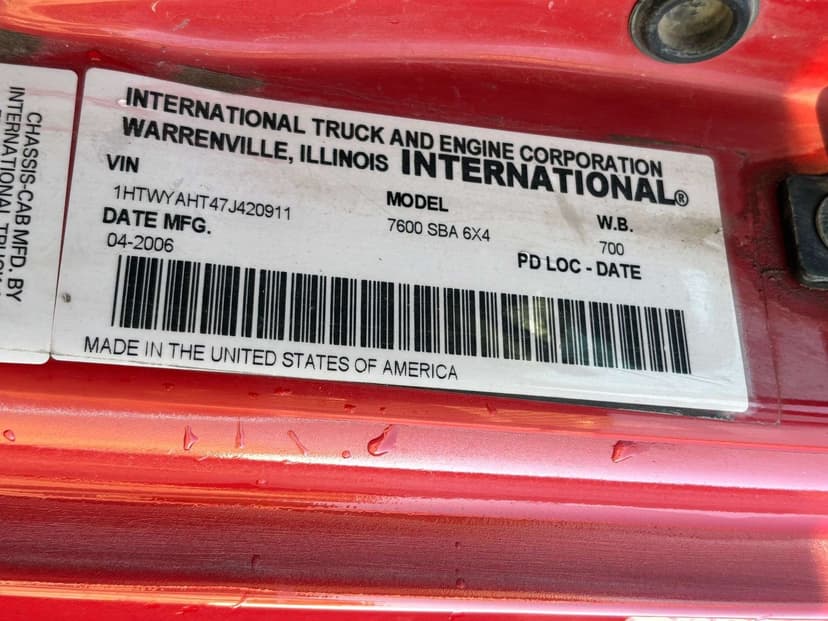 CHASSIS-CAB MFD. BY
INTERNATIONAL TRUCK
INTERNATIONAL TRUCK AND ENGINE CORPORATION
WARRENVILLE, ILLINOIS INTERNATIONAL®
VIN MODEL W.B.
1HTWYAHT47J420911 7600 SBA 6X4 700
DATE MFG. PD LOC - DATE
04-2006
MADE IN THE UNITED STATES OF AMERICA